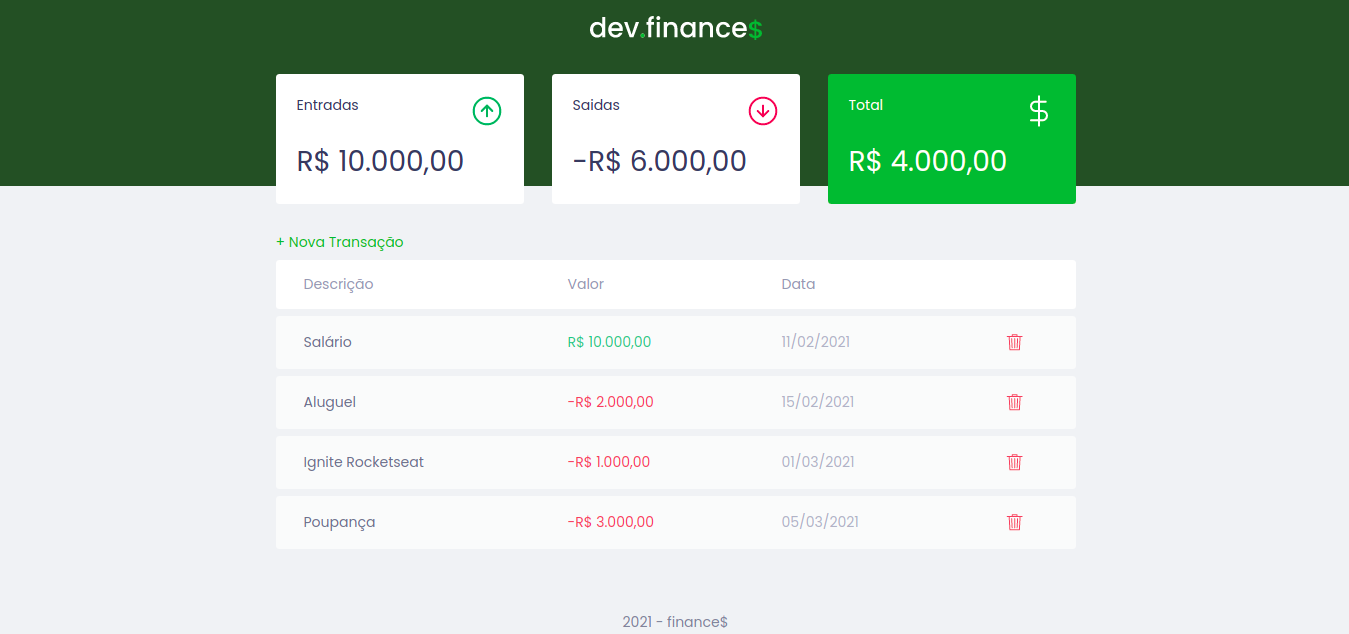 dev.finance$
Entradas
R$ 10.000,00
Saidas
-R$ 6.000,00
Total
$
R$ 4.000,00
+ Nova Transação
Descrição Valor Data
Salário R$ 10.000,00 11/02/2021
Aluguel -R$ 2.000,00 15/02/2021
Ignite Rocketseat -R$ 1.000,00 01/03/2021
Poupança -R$ 3.000,00 05/03/2021
2021 - finance$